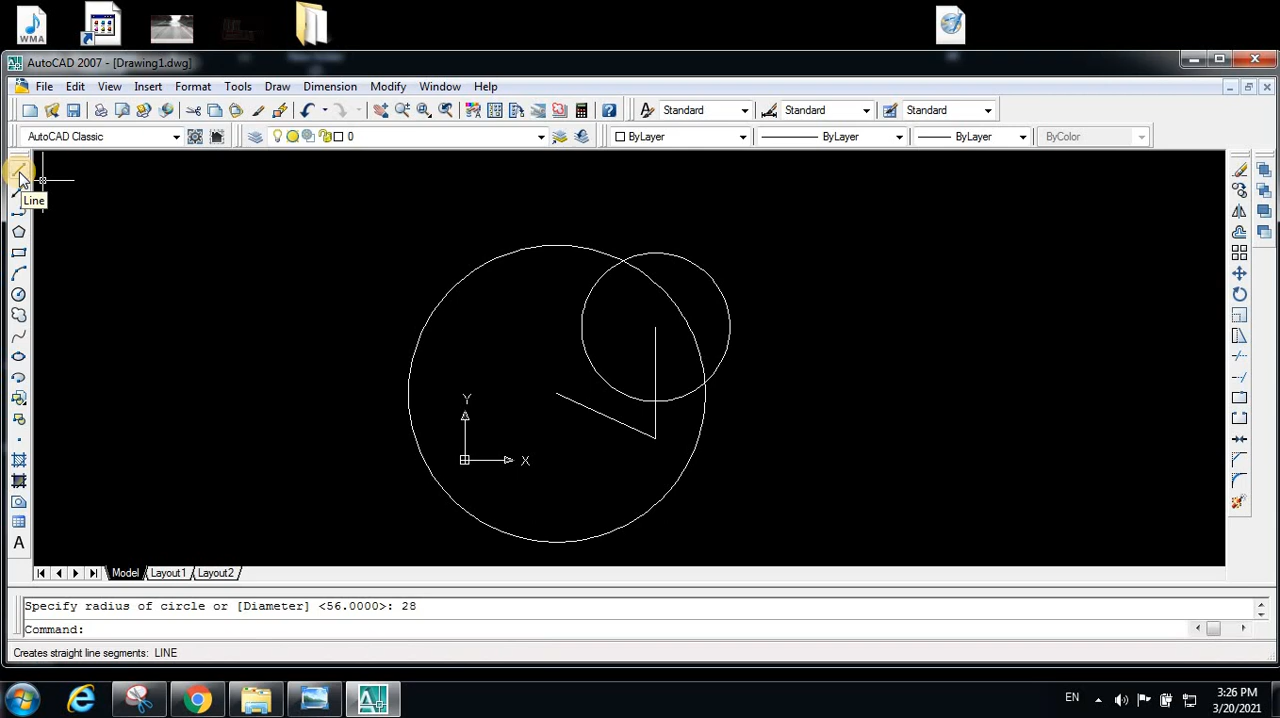 WMA
AutoCAD 2007 - [Drawing1.dwg]
File Edit View Insert Format Tools Draw Dimension Modify Window Help
Standard Standard Standard
AutoCAD Classic 0 ByLayer ByLayer ByLayer ByColor
Line
Y
X
A
Model Layout1 Layout2
Specify radius of circle or [Diameter] <56.0000>: 28
Command:
Creates straight line segments: LINE
EN 3:26 PM
3/20/2021